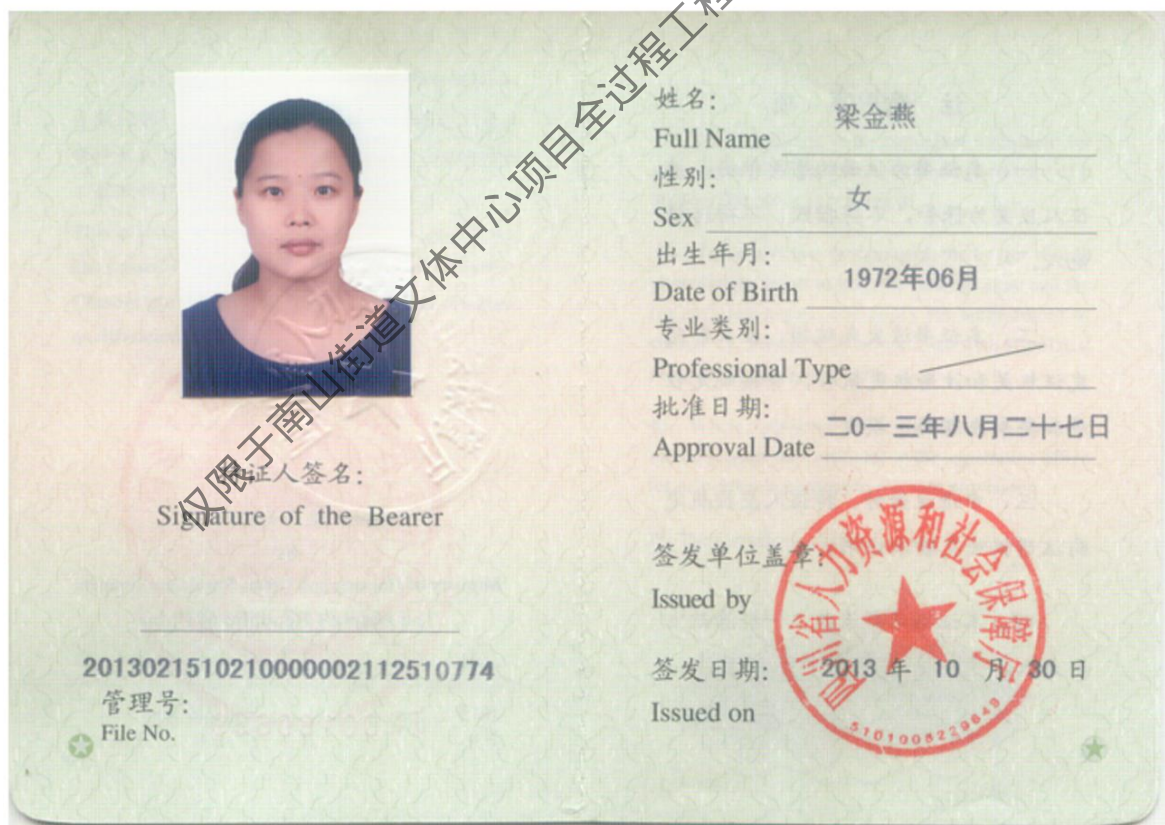 仅限于南山街道文体中心项目全过程工程
持证人签名:
Signature of the Bearer
20130215102100000021125​10774
管理号:
File No.
姓名: 梁金燕
Full Name
性别: 女
Sex
出生年月: 1972年06月
Date of Birth
专业类别:
Professional Type
批准日期: 二0一三年八月二十七日
Approval Date
签发单位盖章:
Issued by
四川省人力资源和社会保障厅
签发日期: 2013 年 10 月 30 日
Issued on
5101008229643